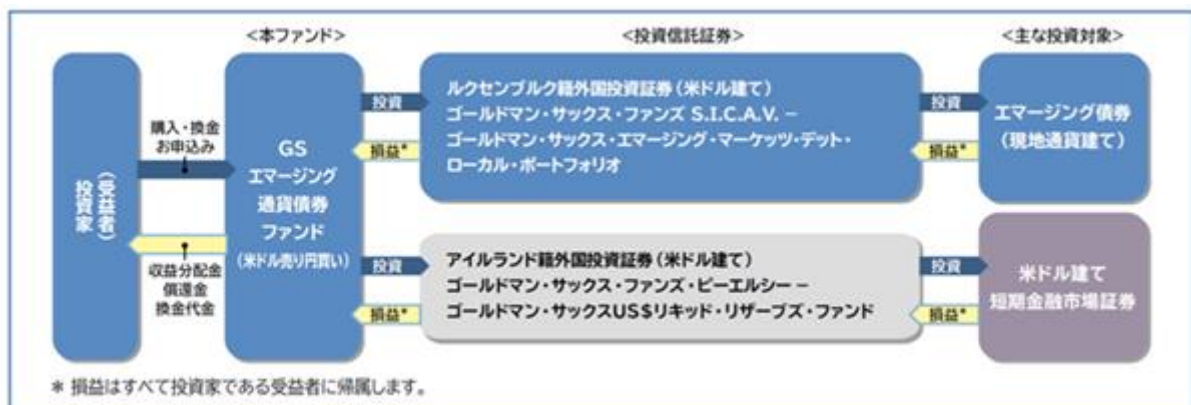 <本ファンド>
<投資信託証券>
<主な投資対象>
投資家
(受益者)
購入・換金
お申込み
収益分配金
償還金
換金代金
GS
エマージング
通貨債券
ファンド
(米ドル売り円買い)
投資
損益*
ルクセンブルク籍外国投資証券(米ドル建て)
ゴールドマン・サックス・ファンズ S.I.C.A.V. −
ゴールドマン・サックス・エマージング・マーケッツ・デット・
ローカル・ポートフォリオ
投資
損益*
エマージング債券
(現地通貨建て)
投資
損益*
アイルランド籍外国投資証券(米ドル建て)
ゴールドマン・サックス・ファンズ・ピーエルシー −
ゴールドマン・サックスUS$リキッド・リザーブズ・ファンド
投資
損益*
米ドル建て
短期金融市場証券
* 損益はすべて投資家である受益者に帰属します。